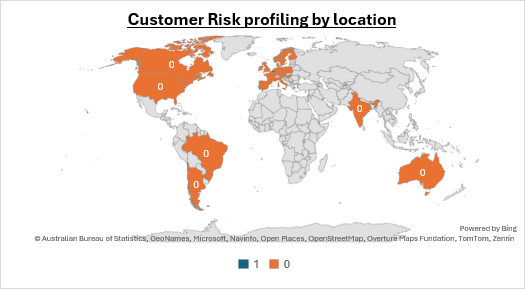 Customer Risk profiling by location
0
0
0
0
0
0
Powered by Bing
© Australian Bureau of Statistics, GeoNames, Microsoft, Navinfo, Open Places, OpenStreetMap, Overture Maps Fundation, TomTom, Zenrin
1 0